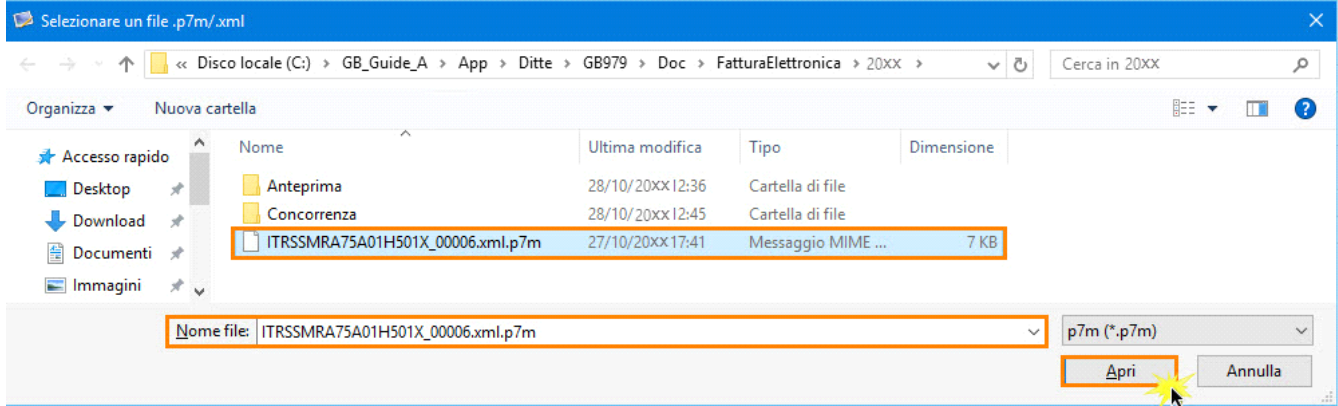 Selezionare un file .p7m/.xml
« Disco locale (C:) › GB_Guide_A › App › Ditte › GB979 › Doc › FatturaElettronica › 20XX ›
Cerca in 20XX
Organizza
Nuova cartella
Nome Ultima modifica Tipo Dimensione
Accesso rapido
Desktop
Download
Documenti
Immagini
Anteprima 28/10/20XX 12:36 Cartella di file
Concorrenza 28/10/20XX 12:45 Cartella di file
ITRSSMRA75A01H501X_00006.xml.p7m 27/10/20XX 17:41 Messaggio MIME ... 7 KB
Nome file: ITRSSMRA75A01H501X_00006.xml.p7m
p7m (*.p7m)
Apri Annulla